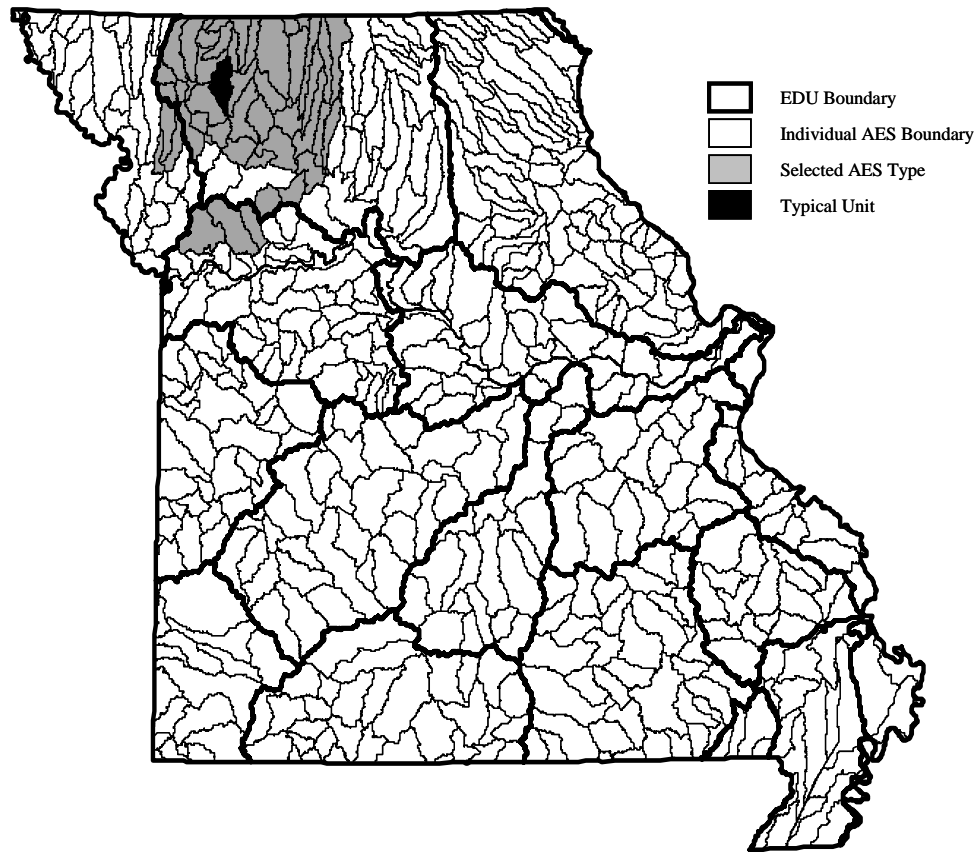 EDU Boundary
Individual AES Boundary
Selected AES Type
Typical Unit